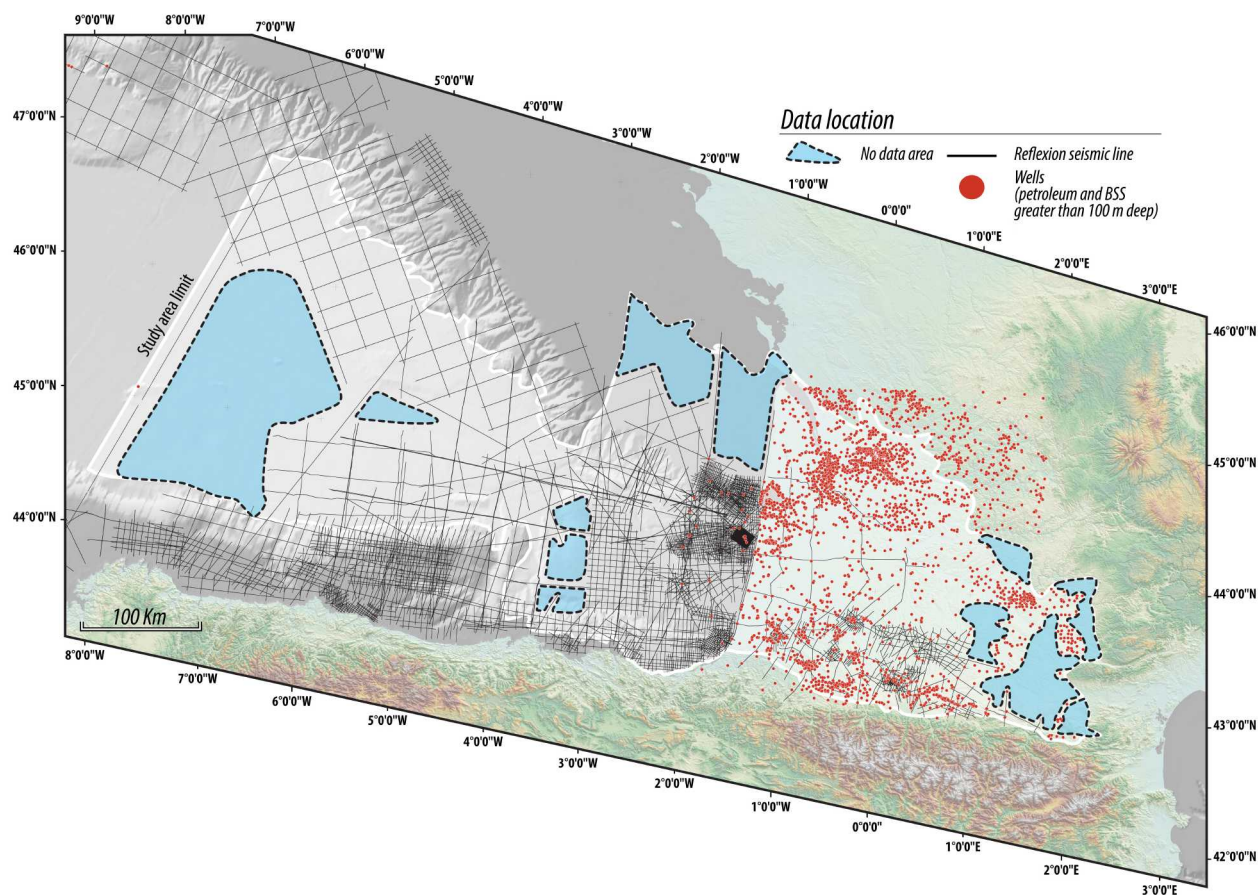 9°0'0"W
8°0'0"W
7°0'0"W
6°0'0"W
5°0'0"W
4°0'0"W
3°0'0"W
2°0'0"W
1°0'0"W
0°0'0"
1°0'0"E
2°0'0"E
3°0'0"E
Data location
No data area
Reflexion seismic line
Wells
(petroleum and BSS
greater than 100 m deep)
47°0'0"N
46°0'0"N
45°0'0"N
44°0'0"N
46°0'0"N
45°0'0"N
44°0'0"N
43°0'0"N
42°0'0"N
Study area limit
100 Km
8°0'0"W
7°0'0"W
6°0'0"W
5°0'0"W
4°0'0"W
3°0'0"W
2°0'0"W
1°0'0"W
0°0'0"
1°0'0"E
2°0'0"E
3°0'0"E